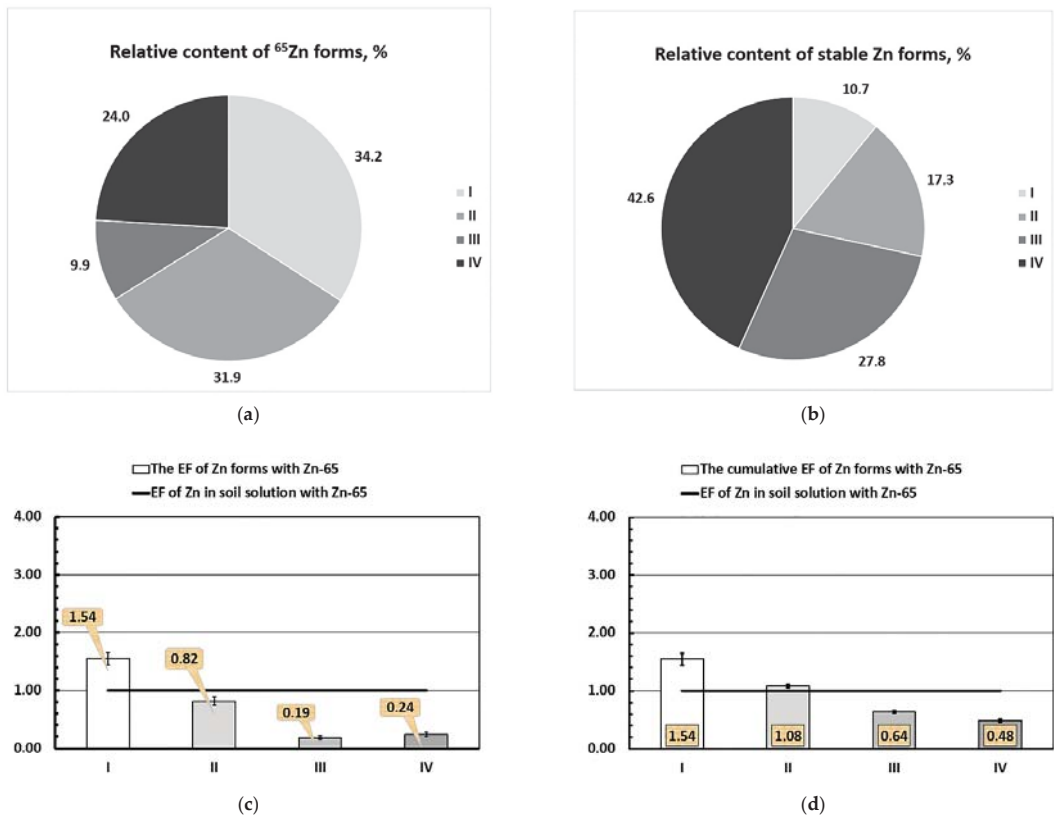 Relative content of ⁶⁵Zn forms, %
24.0
34.2
9.9
31.9
I
II
III
IV
(a)
Relative content of stable Zn forms, %
10.7
17.3
42.6
27.8
I
II
III
IV
(b)
The EF of Zn forms with Zn-65
EF of Zn in soil solution with Zn-65
4.00
3.00
2.00
1.00
0.00
1.54
0.82
0.19
0.24
I II III IV
(c)
The cumulative EF of Zn forms with Zn-65
EF of Zn in soil solution with Zn-65
4.00
3.00
2.00
1.00
0.00
1.54 1.08 0.64 0.48
I II III IV
(d)